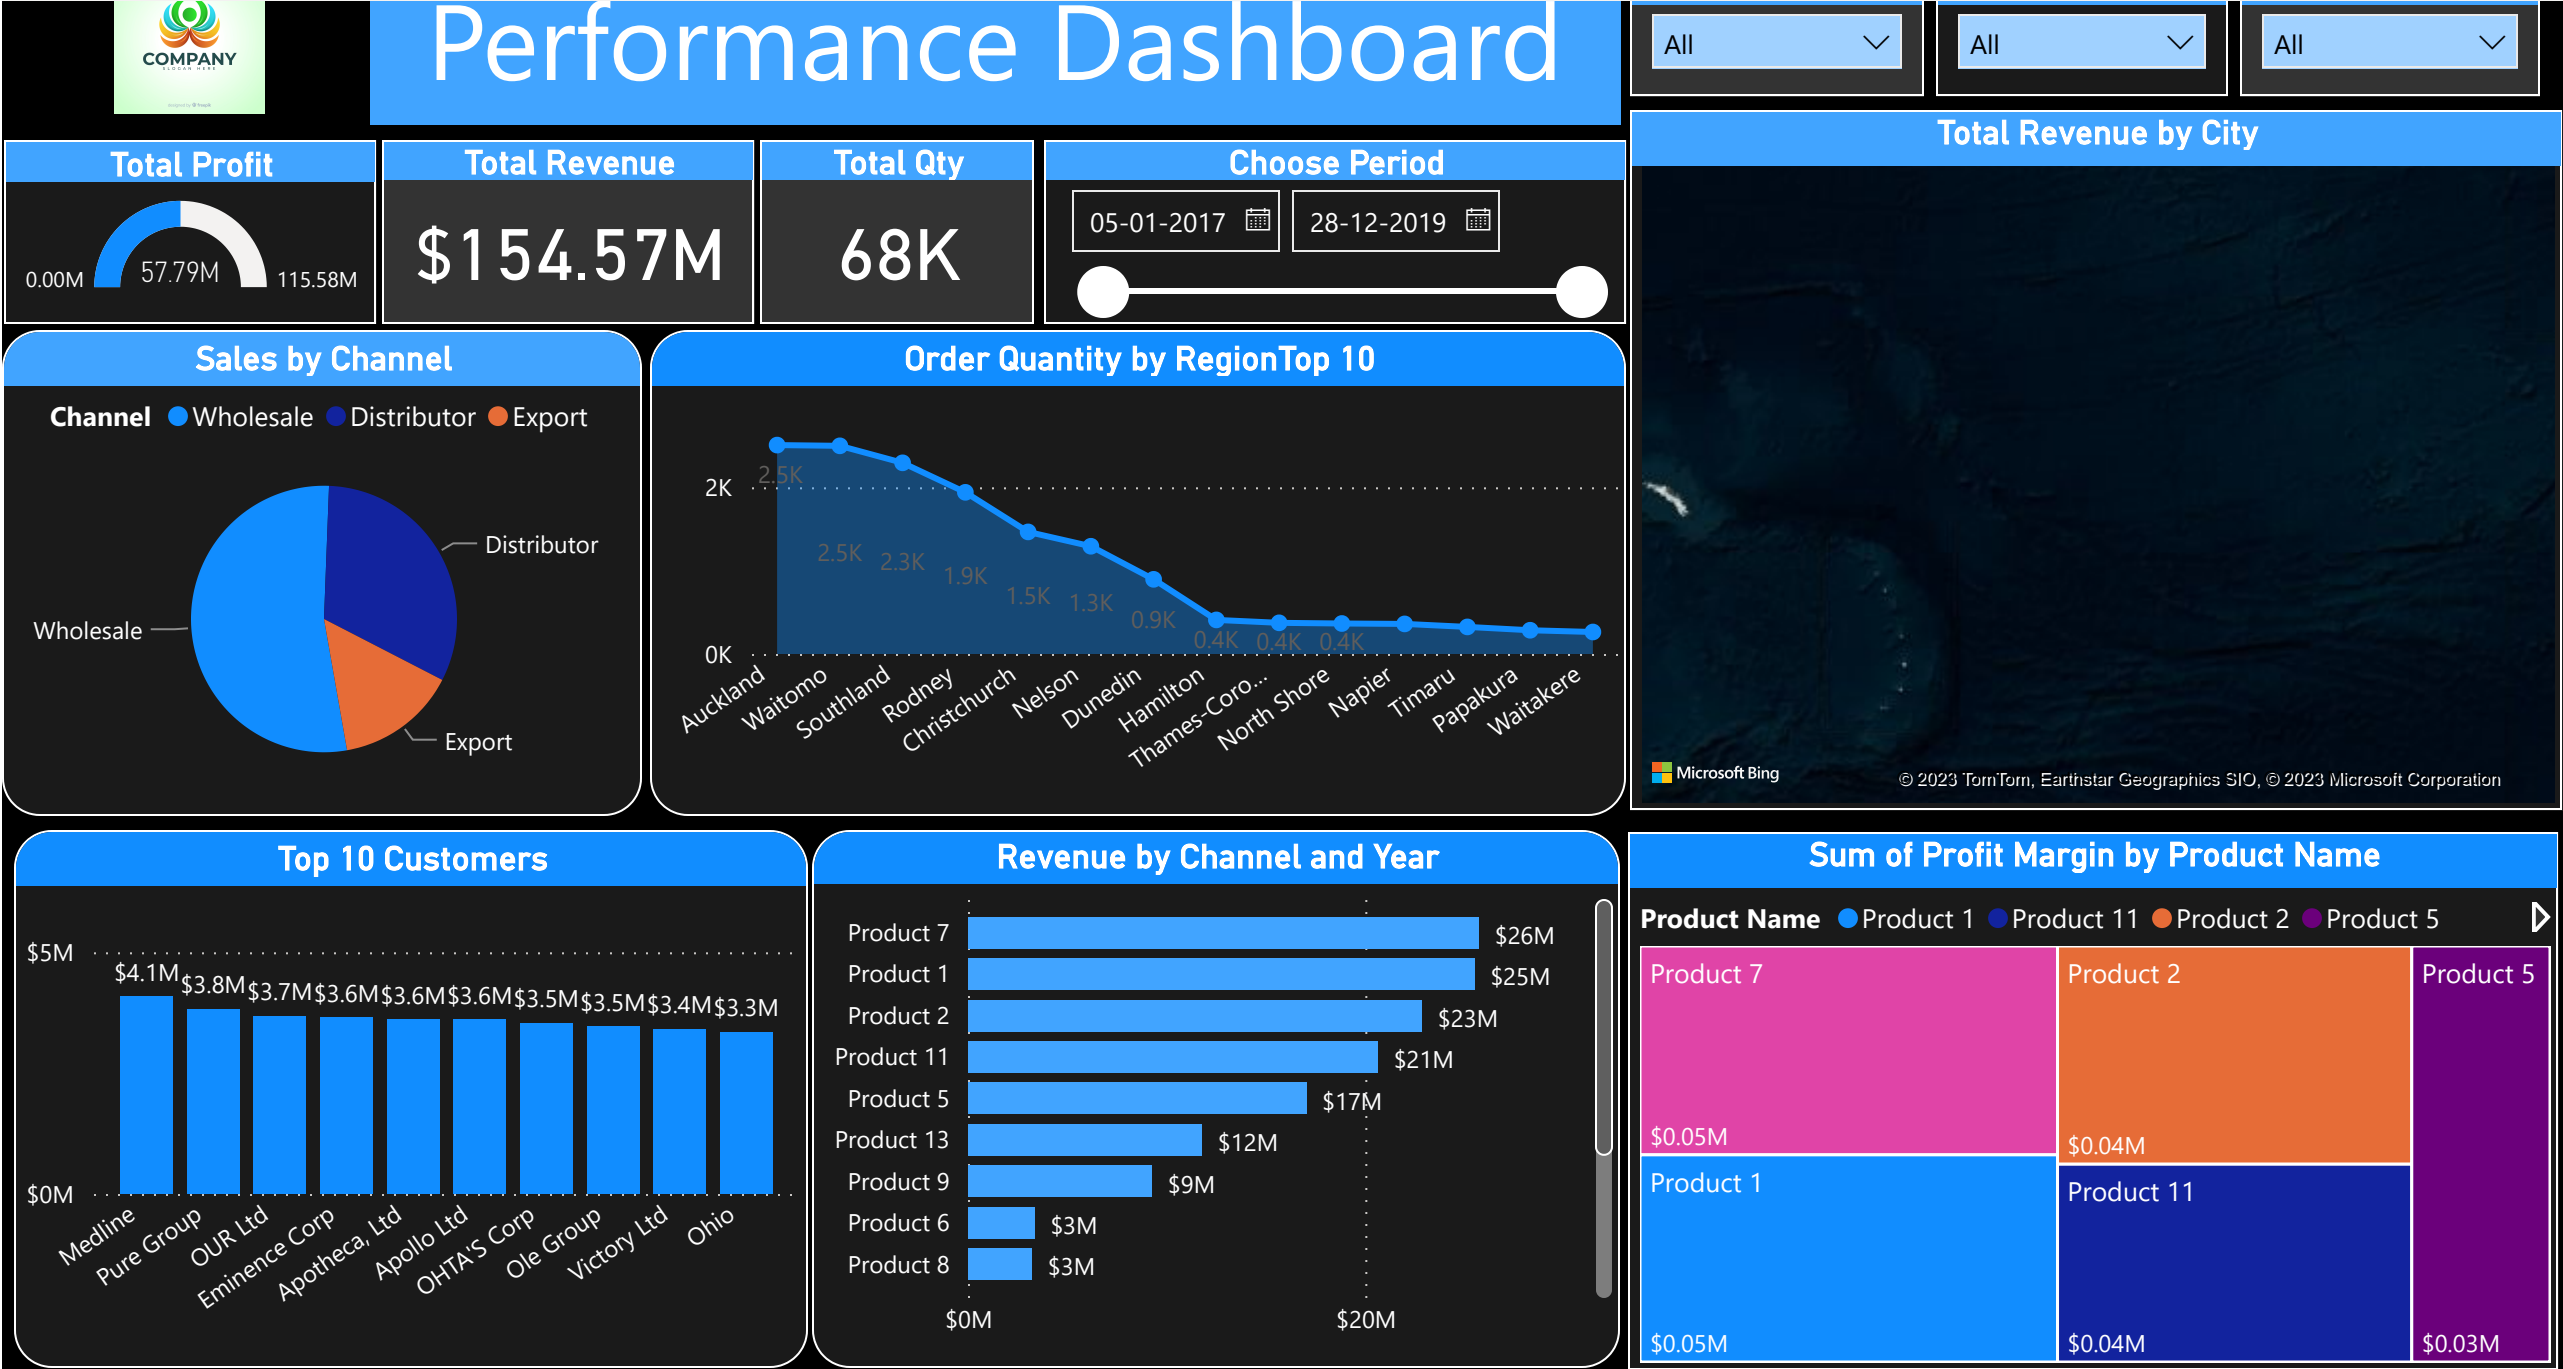 COMPANY
SLOGAN HERE
designed by freepik
Performance Dashboard
All
All
All
Total Profit
0.00M
57.79M
115.58M
Total Revenue
$154.57M
Total Qty
68K
Choose Period
05-01-2017
28-12-2019
Total Revenue by City
Microsoft Bing
© 2023 TomTom, Earthstar Geographics SIO, © 2023 Microsoft Corporation
Sales by Channel
Channel Wholesale Distributor Export
Distributor
Wholesale
Export
Order Quantity by RegionTop 10
2K
0K
2.5K
2.5K
2.3K
1.9K
1.5K
1.3K
0.9K
0.4K
0.4K
0.4K
Auckland
Waitomo
Southland
Rodney
Christchurch
Nelson
Dunedin
Hamilton
Thames-Coro...
North Shore
Napier
Timaru
Papakura
Waitakere
Top 10 Customers
$5M
$0M
$4.1M
$3.8M
$3.7M
$3.6M
$3.6M
$3.6M
$3.5M
$3.5M
$3.4M
$3.3M
Medline
Pure Group
OUR Ltd
Eminence Corp
Apotheca, Ltd
Apollo Ltd
OHTA'S Corp
Ole Group
Victory Ltd
Ohio
Revenue by Channel and Year
Product 7 $26M
Product 1 $25M
Product 2 $23M
Product 11 $21M
Product 5 $17M
Product 13 $12M
Product 9 $9M
Product 6 $3M
Product 8 $3M
$0M
$20M
Sum of Profit Margin by Product Name
Product Name Product 1 Product 11 Product 2 Product 5
Product 7
$0.05M
Product 2
$0.04M
Product 5
$0.03M
Product 1
$0.05M
Product 11
$0.04M